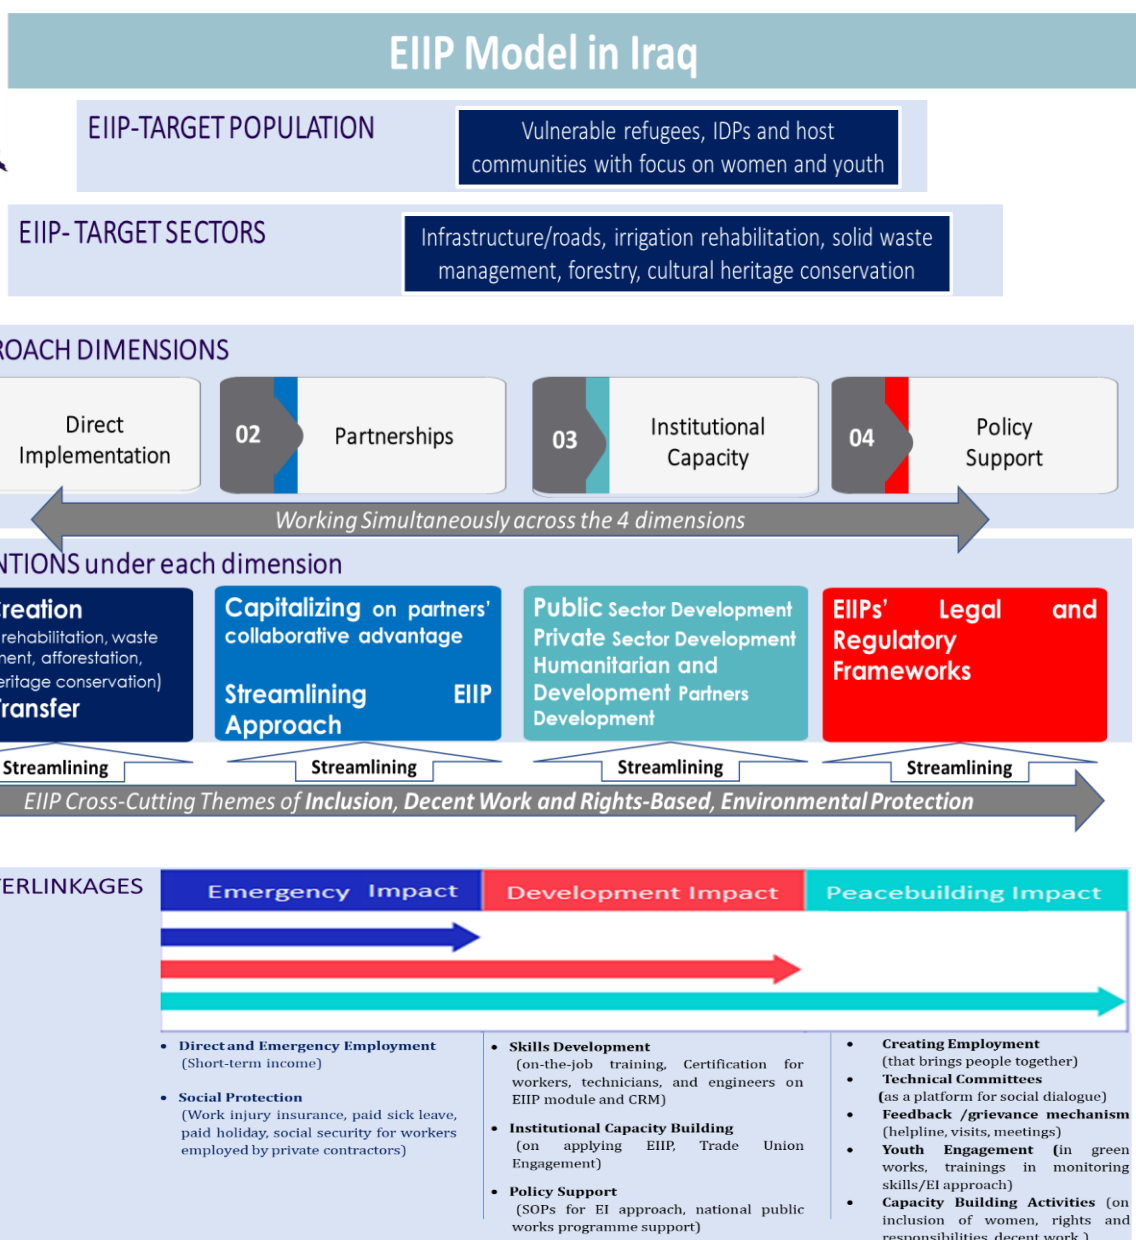 EIIP Model in Iraq
EIIP-TARGET POPULATION
Vulnerable refugees, IDPs and host
communities with focus on women and youth
EIIP- TARGET SECTORS
Infrastructure/roads, irrigation rehabilitation, solid waste
management, forestry, cultural heritage conservation
ROACH DIMENSIONS
Direct
Implementation
02
Partnerships
03
Institutional
Capacity
04
Policy
Support
Working Simultaneously across the 4 dimensions
NTIONS under each dimension
reation
rehabilitation, waste
ment, afforestation,
eritage conservation)
ransfer
Capitalizing on partners'
collaborative advantage
Streamlining EIIP
Approach
Public Sector Development
Private Sector Development
Humanitarian and
Development Partners
Development
EIIPs' Legal and
Regulatory
Frameworks
Streamlining
Streamlining
Streamlining
Streamlining
EIIP Cross-Cutting Themes of Inclusion, Decent Work and Rights-Based, Environmental Protection
TERLINKAGES
Emergency Impact
Development Impact
Peacebuilding Impact
• Direct and Emergency Employment
(Short-term income)
• Social Protection
(Work injury insurance, paid sick leave,
paid holiday, social security for workers
employed by private contractors)
• Skills Development
(on-the-job training, Certification for
workers, technicians, and engineers on
EIIP module and CRM)
• Institutional Capacity Building
(on applying EIIP, Trade Union
Engagement)
• Policy Support
(SOPs for EI approach, national public
works programme support)
• Creating Employment
(that brings people together)
• Technical Committees
(as a platform for social dialogue)
• Feedback /grievance mechanism
(helpline, visits, meetings)
• Youth Engagement (in green
works, trainings in monitoring
skills/EI approach)
• Capacity Building Activities (on
inclusion of women, rights and
responsibilities, decent work )